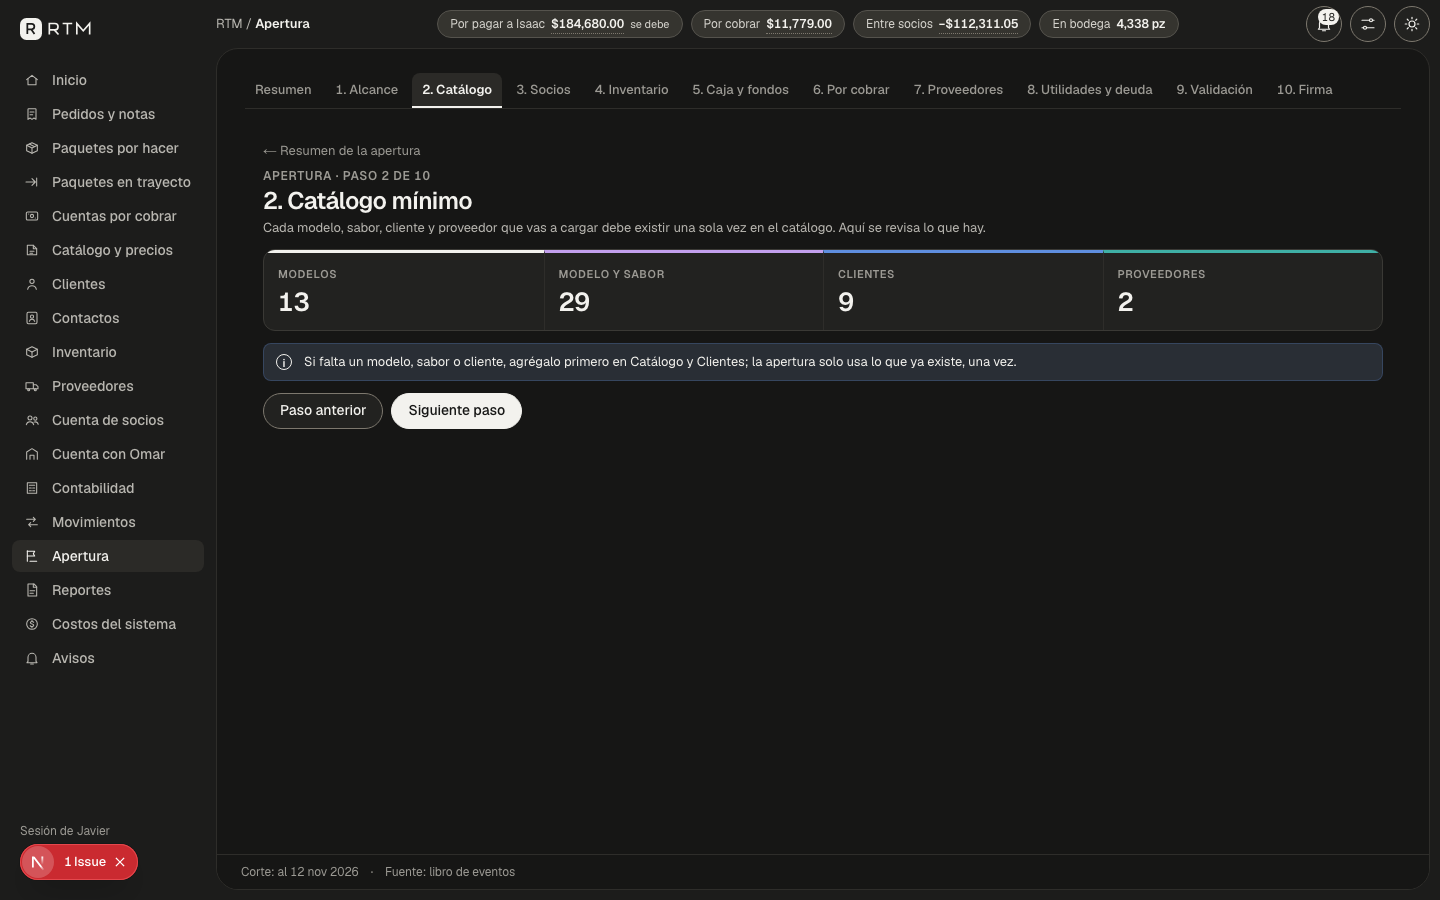 R RTM
RTM / Apertura
Por pagar a Isaac $184,680.00 se debe
Por cobrar $11,779.00
Entre socios −$112,311.05
En bodega 4,338 pz
18
Inicio
Pedidos y notas
Paquetes por hacer
Paquetes en trayecto
Cuentas por cobrar
Catálogo y precios
Clientes
Contactos
Inventario
Proveedores
Cuenta de socios
Cuenta con Omar
Contabilidad
Movimientos
Apertura
Reportes
Costos del sistema
Avisos
Sesión de Javier
N 1 Issue
Resumen
1. Alcance
2. Catálogo
3. Socios
4. Inventario
5. Caja y fondos
6. Por cobrar
7. Proveedores
8. Utilidades y deuda
9. Validación
10. Firma
← Resumen de la apertura
APERTURA · PASO 2 DE 10
2. Catálogo mínimo
Cada modelo, sabor, cliente y proveedor que vas a cargar debe existir una sola vez en el catálogo. Aquí se revisa lo que hay.
MODELOS
13
MODELO Y SABOR
29
CLIENTES
9
PROVEEDORES
2
Si falta un modelo, sabor o cliente, agrégalo primero en Catálogo y Clientes; la apertura solo usa lo que ya existe, una vez.
Paso anterior
Siguiente paso
Corte: al 12 nov 2026 · Fuente: libro de eventos